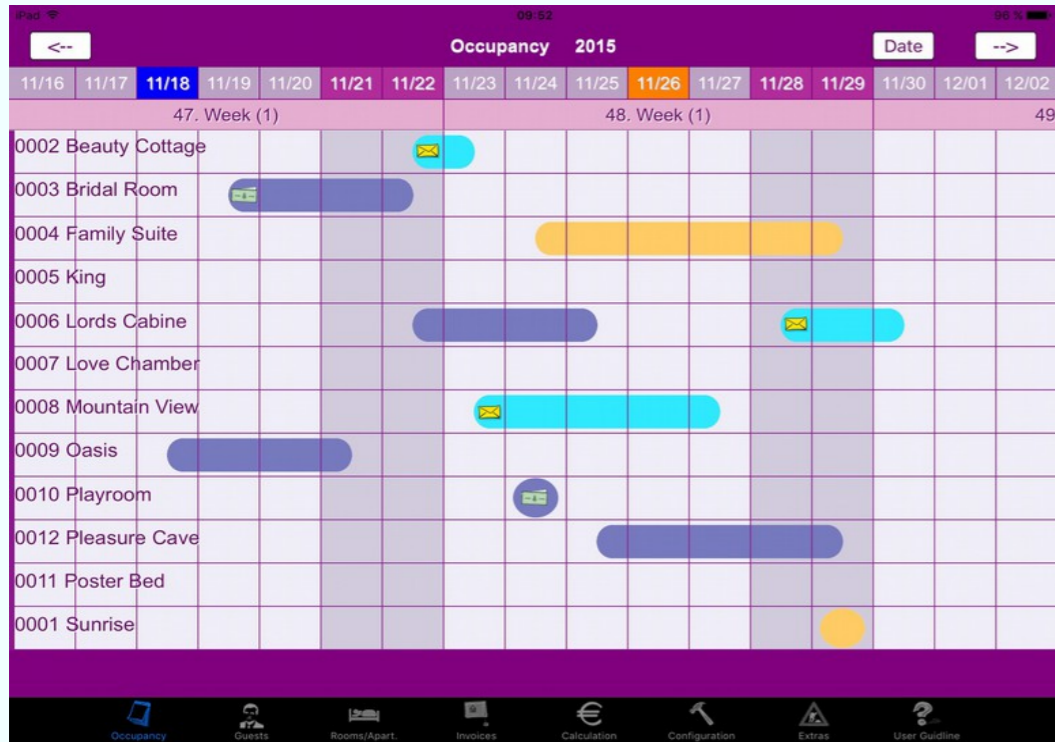 iPad 09:52 96 %
<-- Occupancy 2015 Date -->
11/16 11/17 11/18 11/19 11/20 11/21 11/22 11/23 11/24 11/25 11/26 11/27 11/28 11/29 11/30 12/01 12/02
47. Week (1) 48. Week (1) 49
0002 Beauty Cottage
0003 Bridal Room
0004 Family Suite
0005 King
0006 Lords Cabine
0007 Love Chamber
0008 Mountain View
0009 Oasis
0010 Playroom
0012 Pleasure Cave
0011 Poster Bed
0001 Sunrise
Occupancy Guests Rooms/Apart. Invoices Calculation Configuration Extras User Guidline